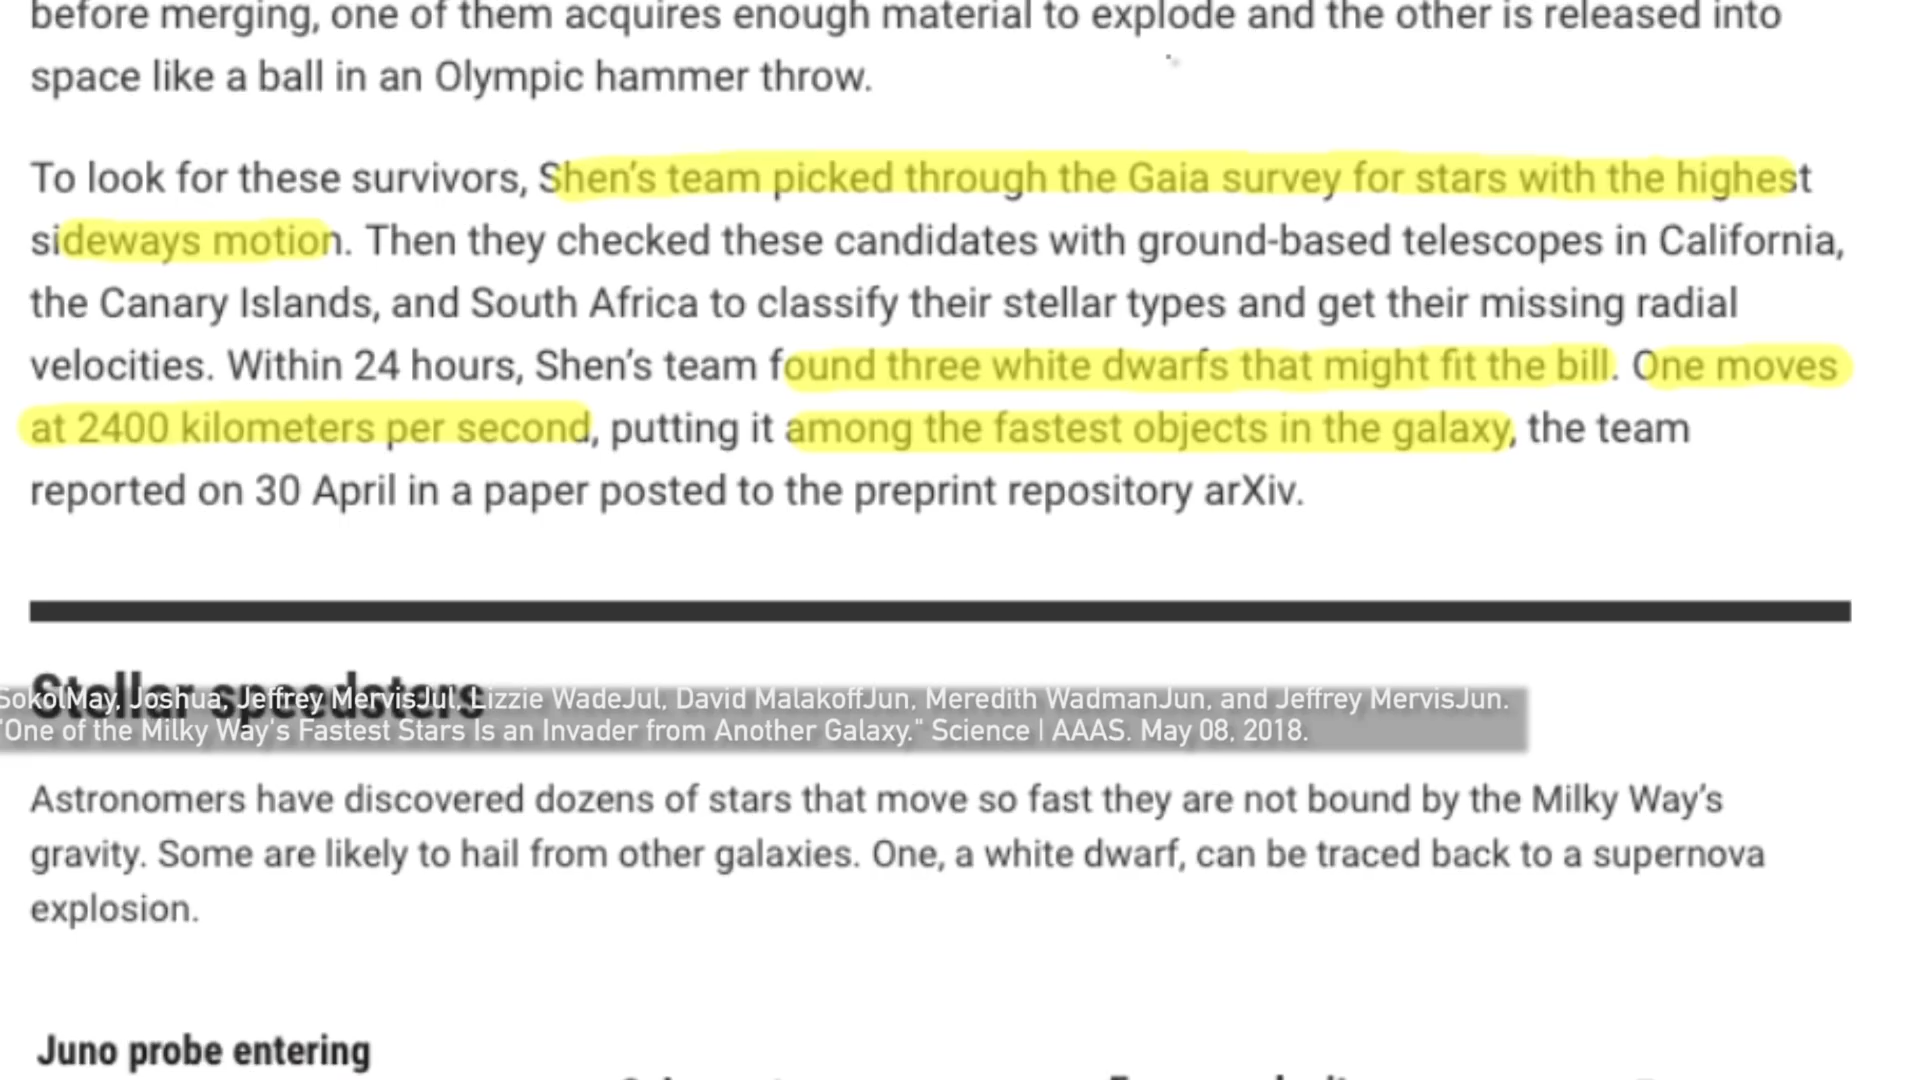 before merging, one of them acquires enough material to explode and the other is released into
space like a ball in an Olympic hammer throw.
To look for these survivors, Shen’s team picked through the Gaia survey for stars with the highest
sideways motion. Then they checked these candidates with ground-based telescopes in California,
the Canary Islands, and South Africa to classify their stellar types and get their missing radial
velocities. Within 24 hours, Shen’s team found three white dwarfs that might fit the bill. One moves
at 2400 kilometers per second, putting it among the fastest objects in the galaxy, the team
reported on 30 April in a paper posted to the preprint repository arXiv.
Stellar speedsters
SokolMay, Joshua, Jeffrey MervisJul, Lizzie WadeJul, David MalakoffJun, Meredith WadmanJun, and Jeffrey MervisJun.
"One of the Milky Way's Fastest Stars Is an Invader from Another Galaxy." Science | AAAS. May 08, 2018.
Astronomers have discovered dozens of stars that move so fast they are not bound by the Milky Way’s
gravity. Some are likely to hail from other galaxies. One, a white dwarf, can be traced back to a supernova
explosion.
Juno probe entering